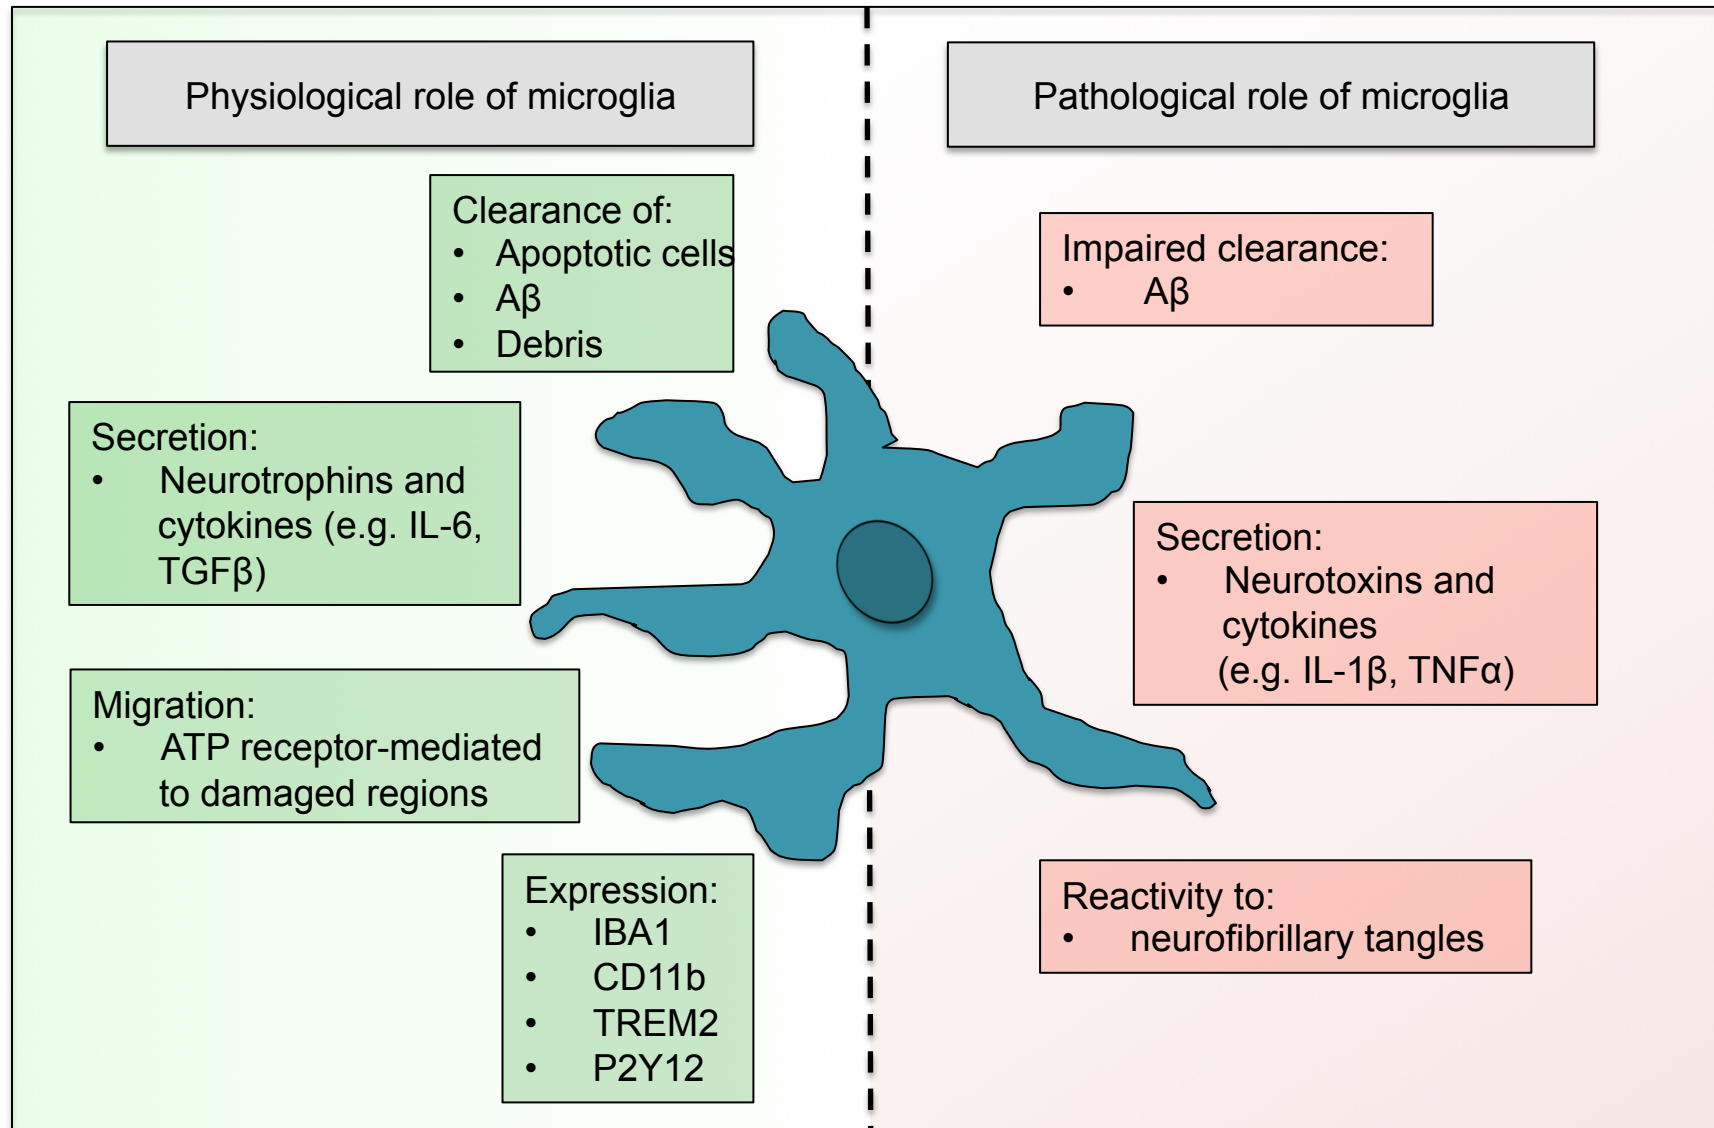 Physiological role of microglia
Clearance of:
• Apoptotic cells
• Aβ
• Debris
Secretion:
• Neurotrophins and
cytokines (e.g. IL-6,
TGFβ)
Migration:
• ATP receptor-mediated
to damaged regions
Expression:
• IBA1
• CD11b
• TREM2
• P2Y12
Pathological role of microglia
Impaired clearance:
• Aβ
Secretion:
• Neurotoxins and
cytokines
(e.g. IL-1β, TNFα)
Reactivity to:
• neurofibrillary tangles